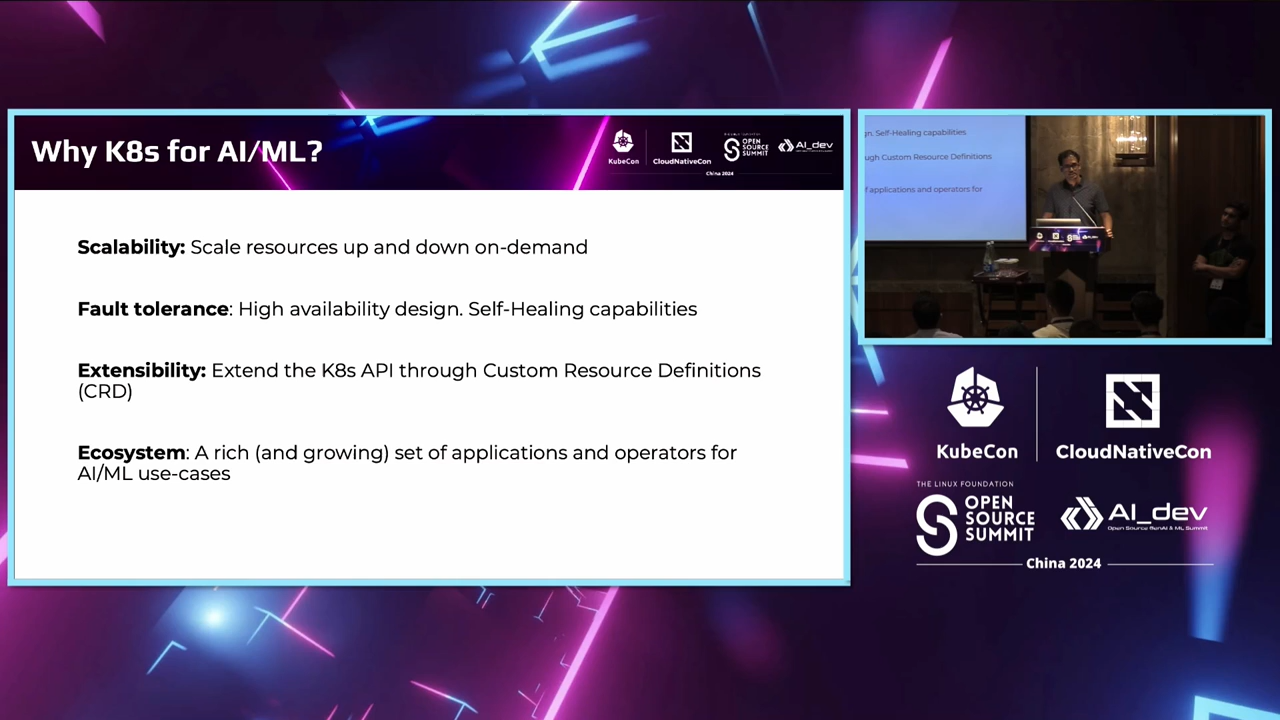 Why K8s for AI/ML?
KubeCon
CloudNativeCon
OPEN
SOURCE
SUMMIT
AI_dev
China 2024
Scalability: Scale resources up and down on-demand
Fault tolerance: High availability design. Self-Healing capabilities
Extensibility: Extend the K8s API through Custom Resource Definitions
(CRD)
Ecosystem: A rich (and growing) set of applications and operators for
AI/ML use-cases
gn. Self-Healing capabilities
ugh Custom Resource Definitions
f applications and operators for
KubeCon
CloudNativeCon
THE LINUX FOUNDATION
OPEN
SOURCE
SUMMIT
AI_dev
Open Source GenAI & ML Summit
China 2024